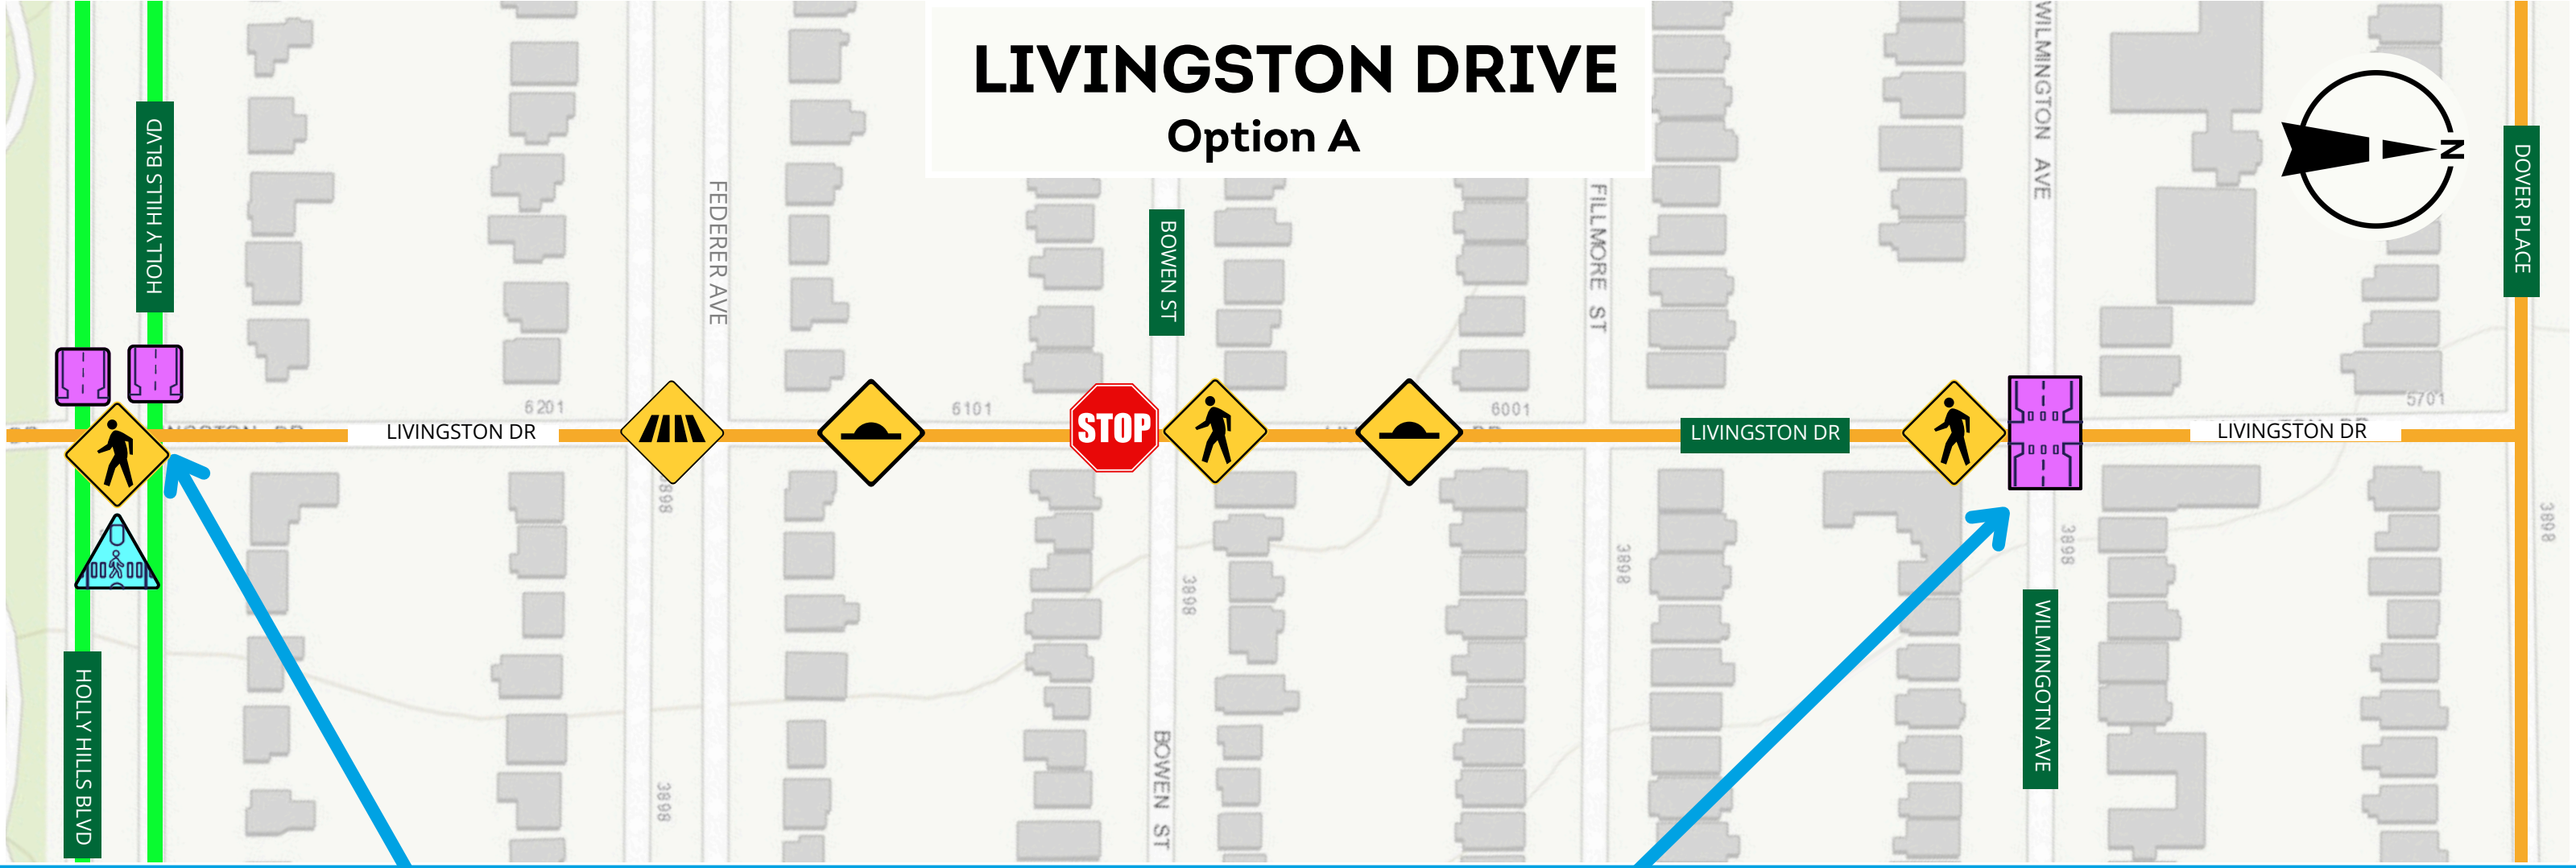 LIVINGSTON DRIVE
Option A
HOLLY HILLS BLVD
FEDERER AVE
BOWEN ST
FILLMORE ST
WILMINGTON AVE
N
DOVER PLACE
6201
6101
6001
5701
LIVINGSTON DR
STOP
LIVINGSTON DR
LIVINGSTON DR
3898
3898
3898
3898
3898
3898
HOLLY HILLS BLVD
BOWEN ST
WILMINGOTN AVE